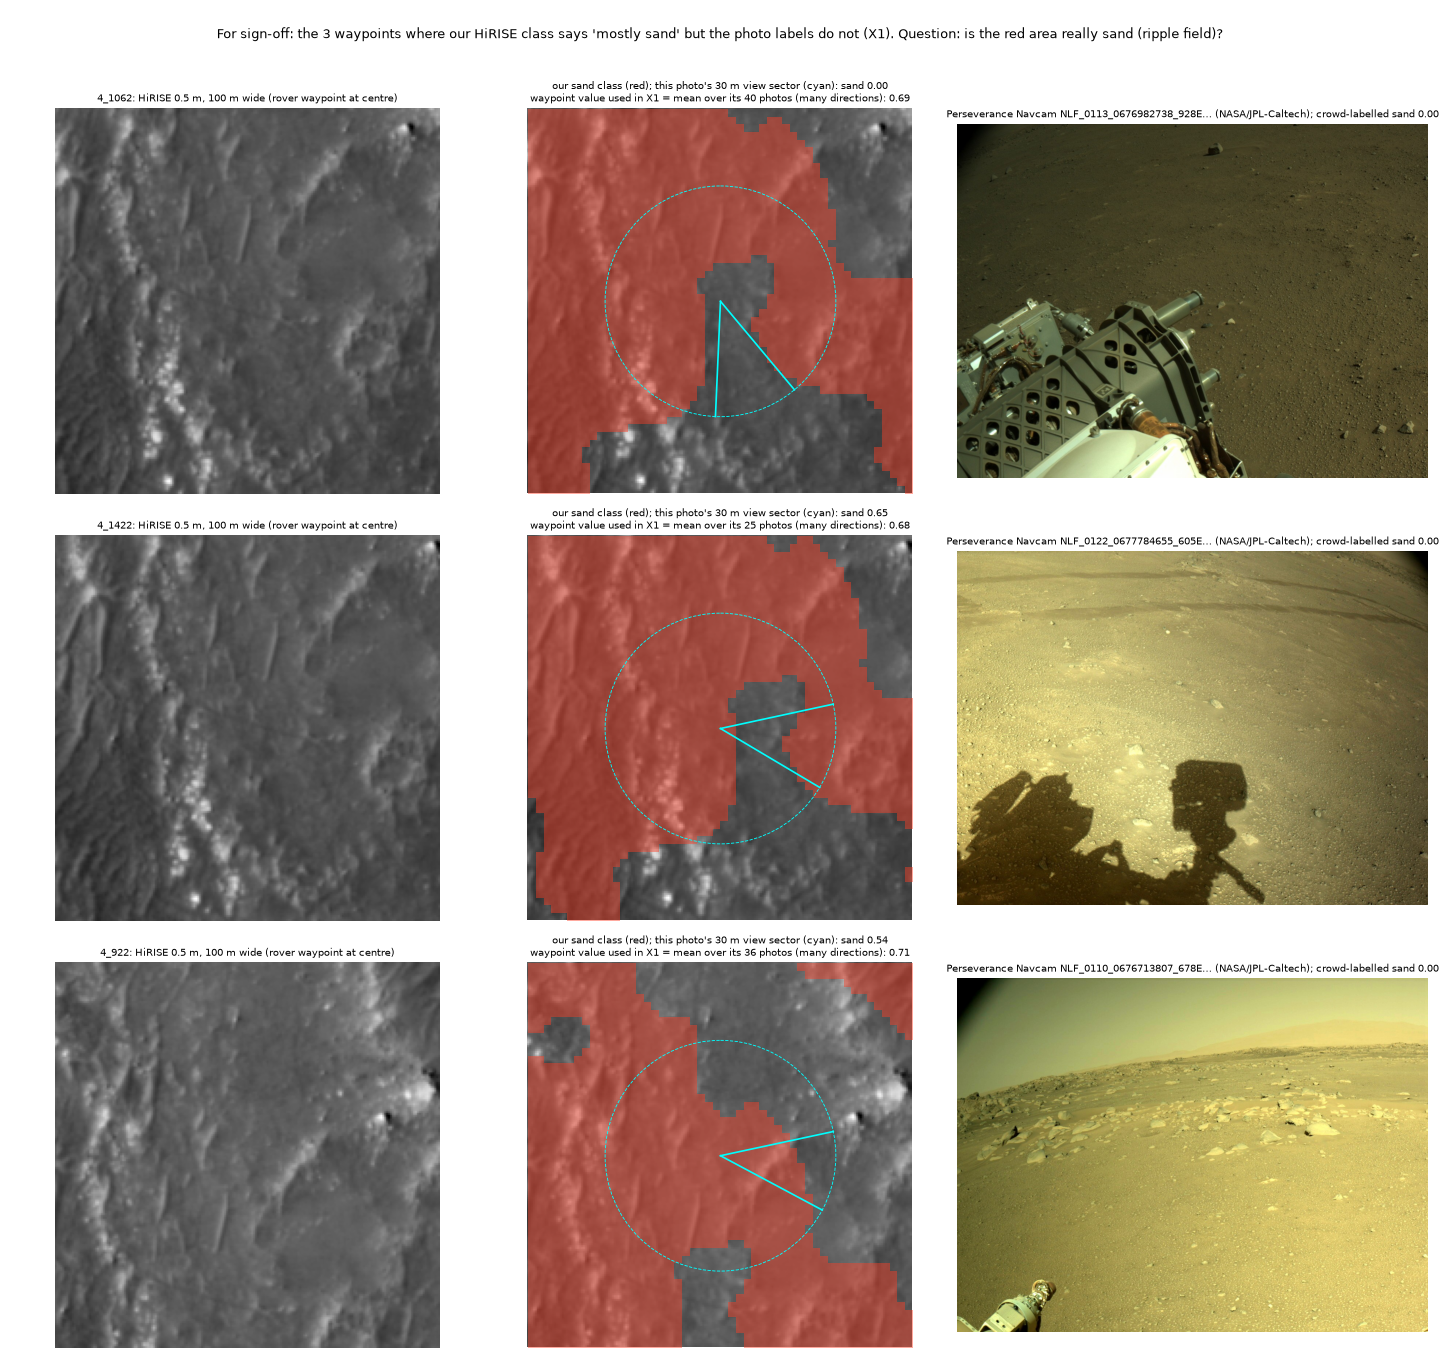 For sign-off: the 3 waypoints where our HiRISE class says 'mostly sand' but the photo labels do not (X1). Question: is the red area really sand (ripple field)?
4_1062: HiRISE 0.5 m, 100 m wide (rover waypoint at centre)
our sand class (red); this photo's 30 m view sector (cyan): sand 0.00
waypoint value used in X1 = mean over its 40 photos (many directions): 0.69
Perseverance Navcam NLF_0113_0676982738_928E... (NASA/JPL-Caltech); crowd-labelled sand 0.00
4_1422: HiRISE 0.5 m, 100 m wide (rover waypoint at centre)
our sand class (red); this photo's 30 m view sector (cyan): sand 0.65
waypoint value used in X1 = mean over its 25 photos (many directions): 0.68
Perseverance Navcam NLF_0122_0677784655_605E... (NASA/JPL-Caltech); crowd-labelled sand 0.00
4_922: HiRISE 0.5 m, 100 m wide (rover waypoint at centre)
our sand class (red); this photo's 30 m view sector (cyan): sand 0.54
waypoint value used in X1 = mean over its 36 photos (many directions): 0.71
Perseverance Navcam NLF_0110_0676713807_678E... (NASA/JPL-Caltech); crowd-labelled sand 0.00